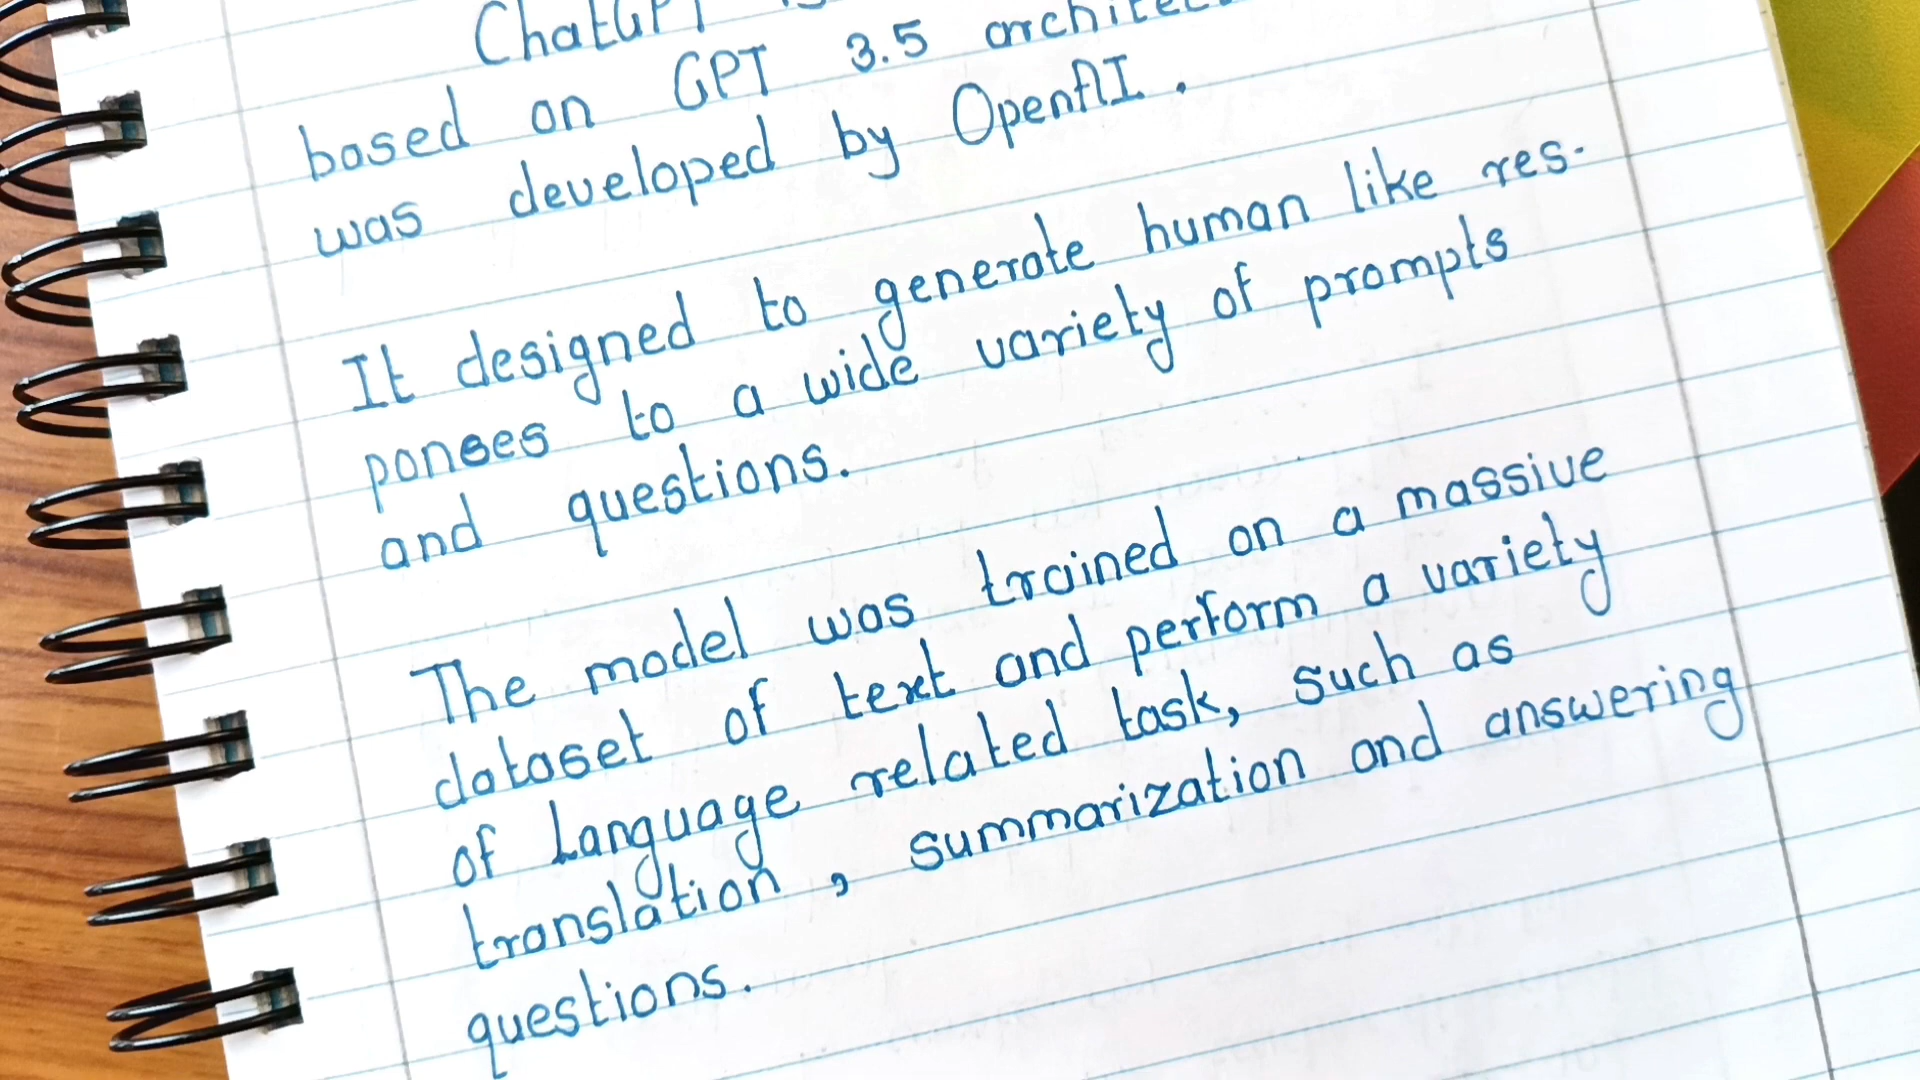 ChatGPT
based on GPT 3.5
was developed by OpenAI.
It designed to generate human like res-
ponses to a wide variety of prompts
and questions.
The model was trained on a massive
dataset of text and perform a variety
of Language related task, such as
translation, summarization and answering
questions.